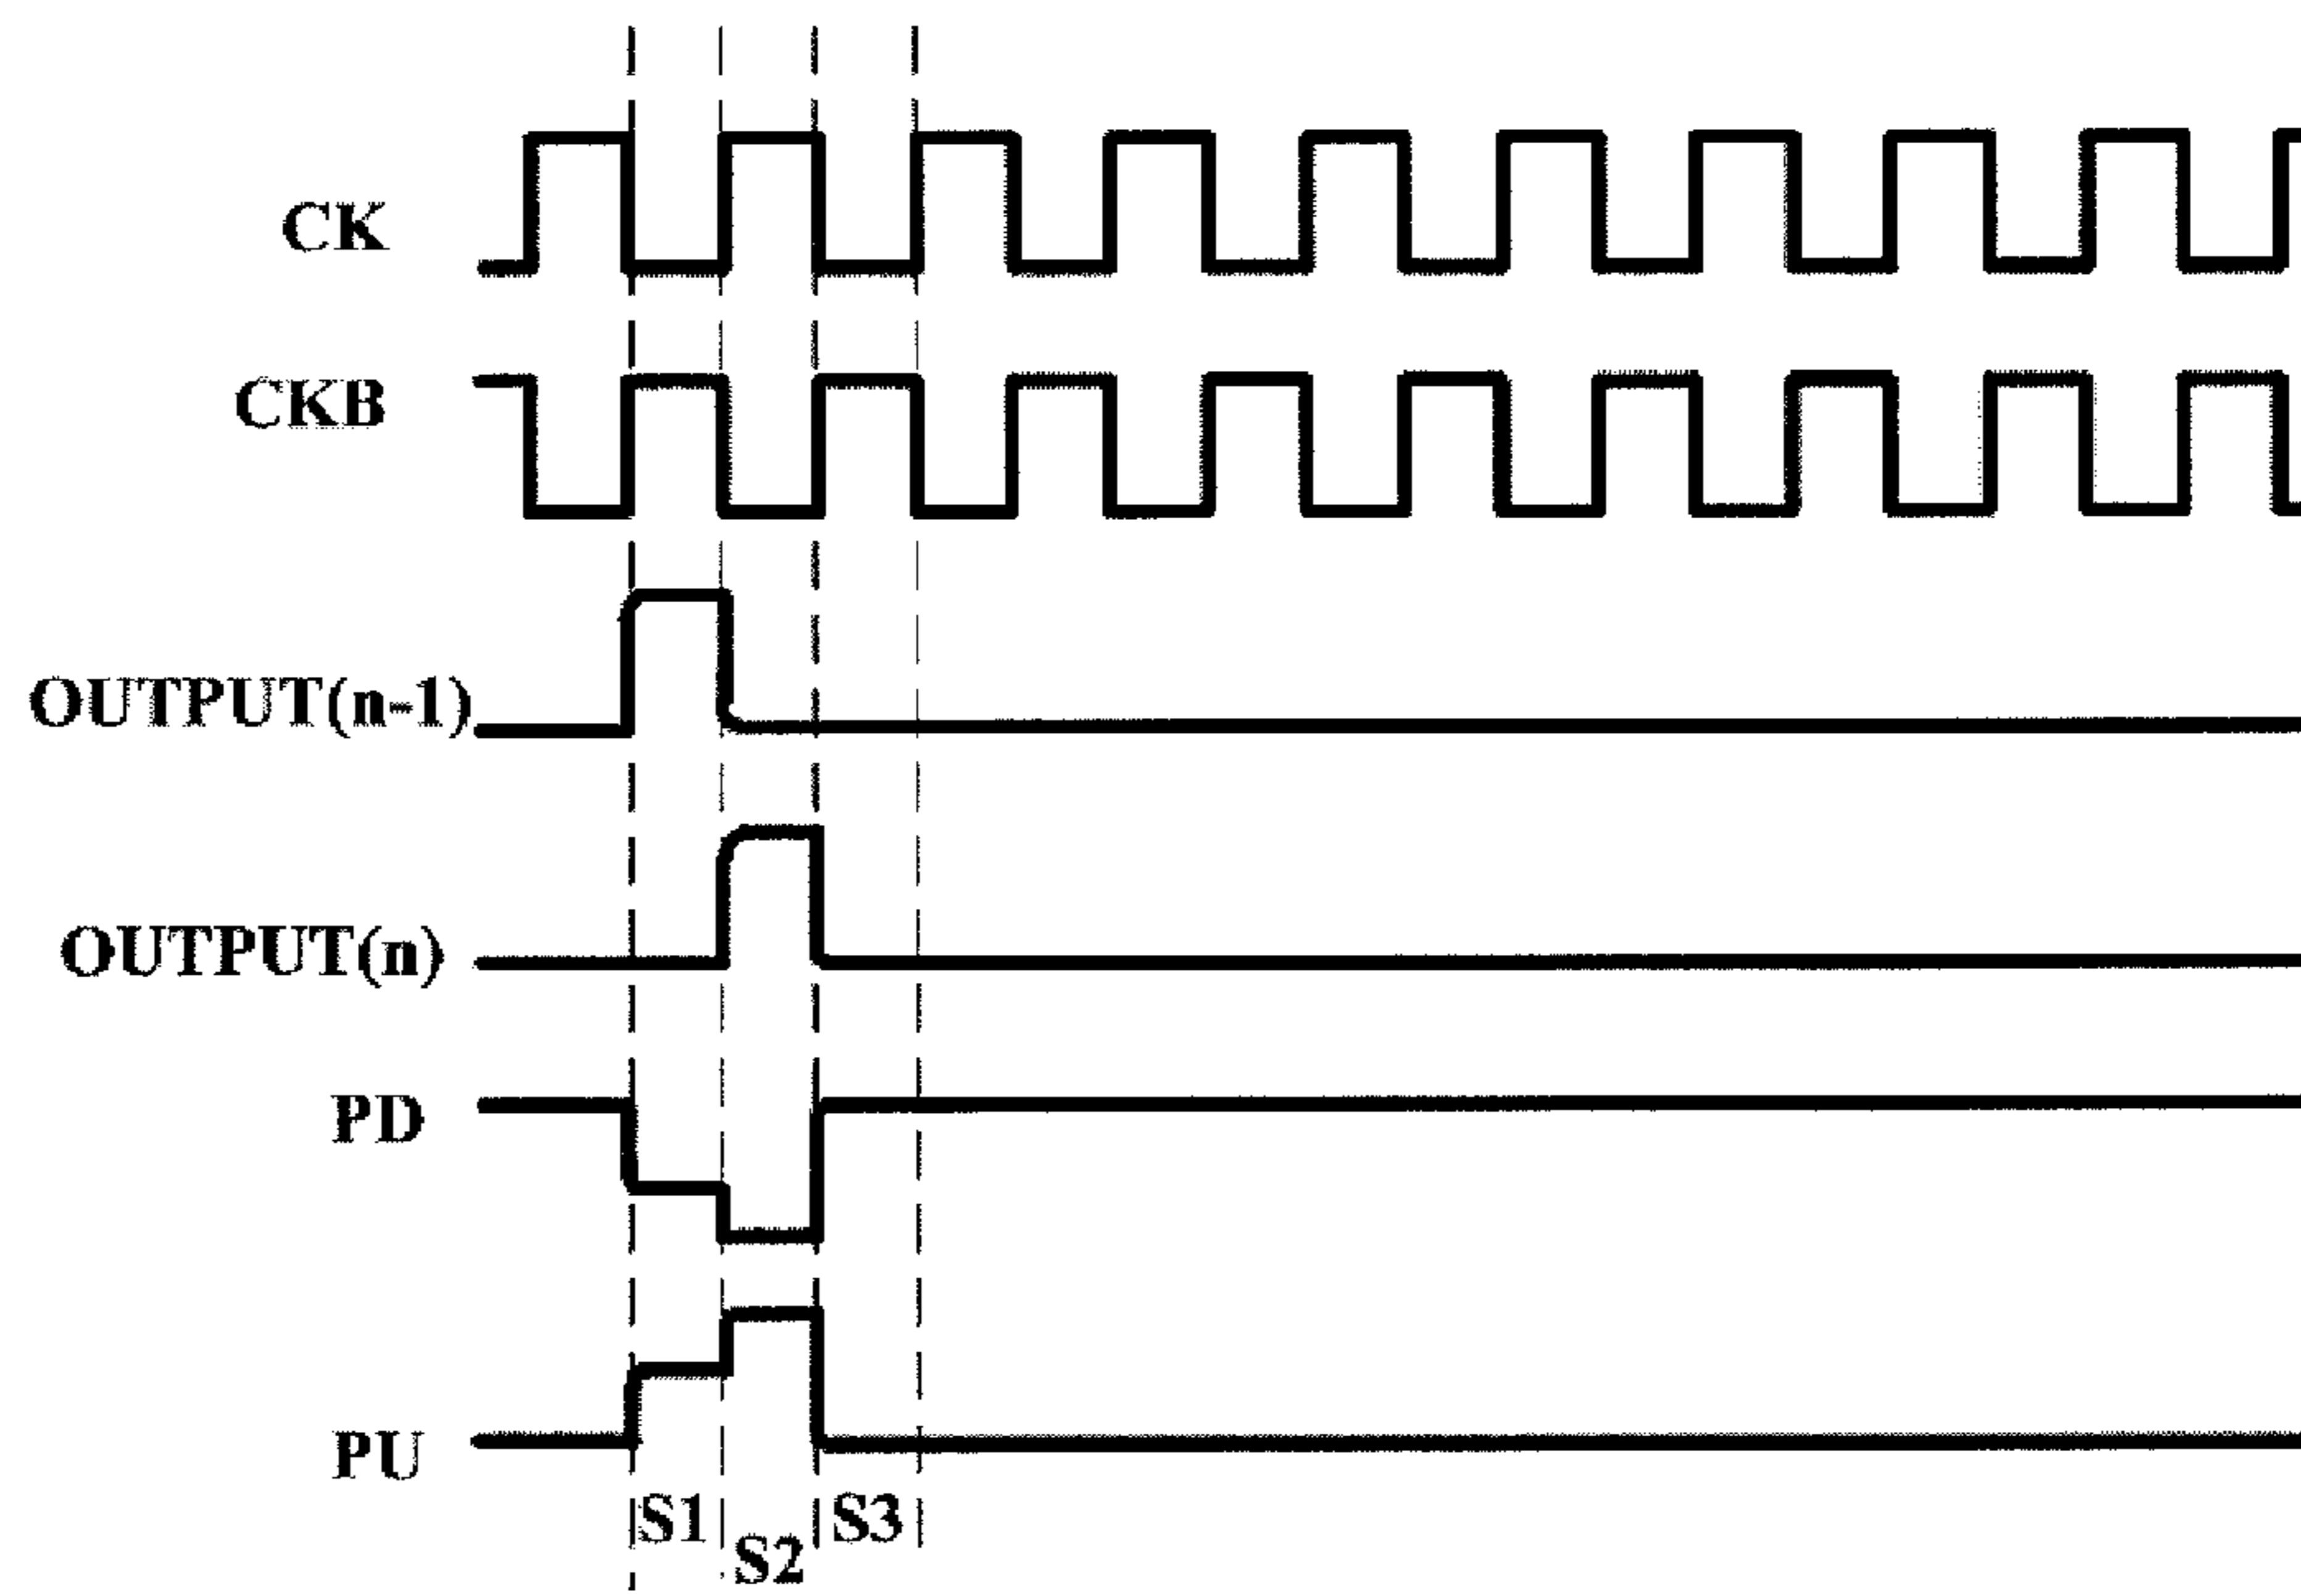 CK
CKB
OUTPUT(n-1)
OUTPUT(n)
PD
PU
S1
S2
S3